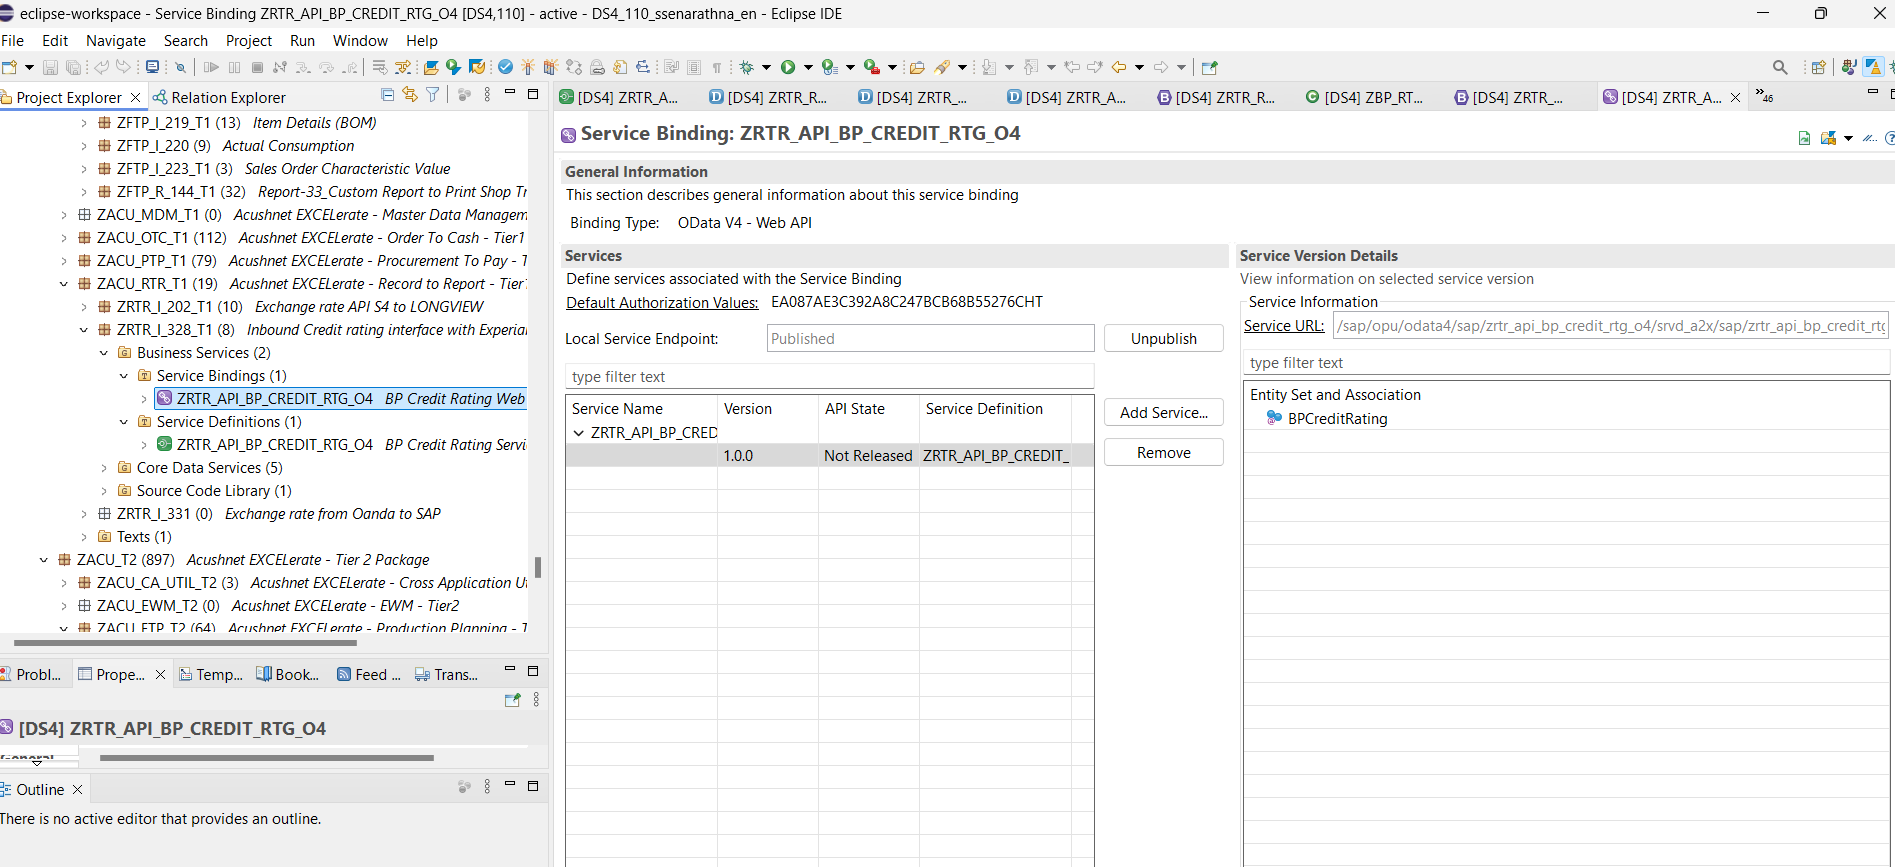 eclipse-workspace - Service Binding ZRTR_API_BP_CREDIT_RTG_O4 [DS4,110] - active - DS4_110_ssenarathna_en - Eclipse IDE
File Edit Navigate Search Project Run Window Help
Project Explorer
Relation Explorer
ZFTP_I_219_T1 (13) Item Details (BOM)
ZFTP_I_220 (9) Actual Consumption
ZFTP_I_223_T1 (3) Sales Order Characteristic Value
ZFTP_R_144_T1 (32) Report-33_Custom Report to Print Shop Tr
ZACU_MDM_T1 (0) Acushnet EXCELerate - Master Data Managem
ZACU_OTC_T1 (112) Acushnet EXCELerate - Order To Cash - Tier1
ZACU_PTP_T1 (79) Acushnet EXCELerate - Procurement To Pay - T
ZACU_RTR_T1 (19) Acushnet EXCELerate - Record to Report - Tier
ZRTR_I_202_T1 (10) Exchange rate API S4 to LONGVIEW
ZRTR_I_328_T1 (8) Inbound Credit rating interface with Experia
Business Services (2)
Service Bindings (1)
ZRTR_API_BP_CREDIT_RTG_O4 BP Credit Rating Web
Service Definitions (1)
ZRTR_API_BP_CREDIT_RTG_O4 BP Credit Rating Servi
Core Data Services (5)
Source Code Library (1)
ZRTR_I_331 (0) Exchange rate from Oanda to SAP
Texts (1)
ZACU_T2 (897) Acushnet EXCELerate - Tier 2 Package
ZACU_CA_UTIL_T2 (3) Acushnet EXCELerate - Cross Application U
ZACU_EWM_T2 (0) Acushnet EXCELerate - EWM - Tier2
ZACU_FTP_T2 (64) Acushnet EXCELerate - Production Planning - T
Probl... Prope... Temp... Book... Feed ... Trans...
[DS4] ZRTR_API_BP_CREDIT_RTG_O4
General
Outline
There is no active editor that provides an outline.
[DS4] ZRTR_A... [DS4] ZRTR_R... [DS4] ZRTR_... [DS4] ZRTR_A... [DS4] ZRTR_R... [DS4] ZBP_RT... [DS4] ZRTR_... [DS4] ZRTR_A... 46
Service Binding: ZRTR_API_BP_CREDIT_RTG_O4
General Information
This section describes general information about this service binding
Binding Type: OData V4 - Web API
Services
Define services associated with the Service Binding
Default Authorization Values: EA087AE3C392A8C247BCB68B55276CHT
Local Service Endpoint: Published Unpublish
type filter text
Service Name Version API State Service Definition
ZRTR_API_BP_CRED
1.0.0 Not Released ZRTR_API_BP_CREDIT_
Add Service...
Remove
Service Version Details
View information on selected service version
Service Information
Service URL: /sap/opu/odata4/sap/zrtr_api_bp_credit_rtg_o4/srvd_a2x/sap/zrtr_api_bp_credit_rtg
type filter text
Entity Set and Association
BPCreditRating